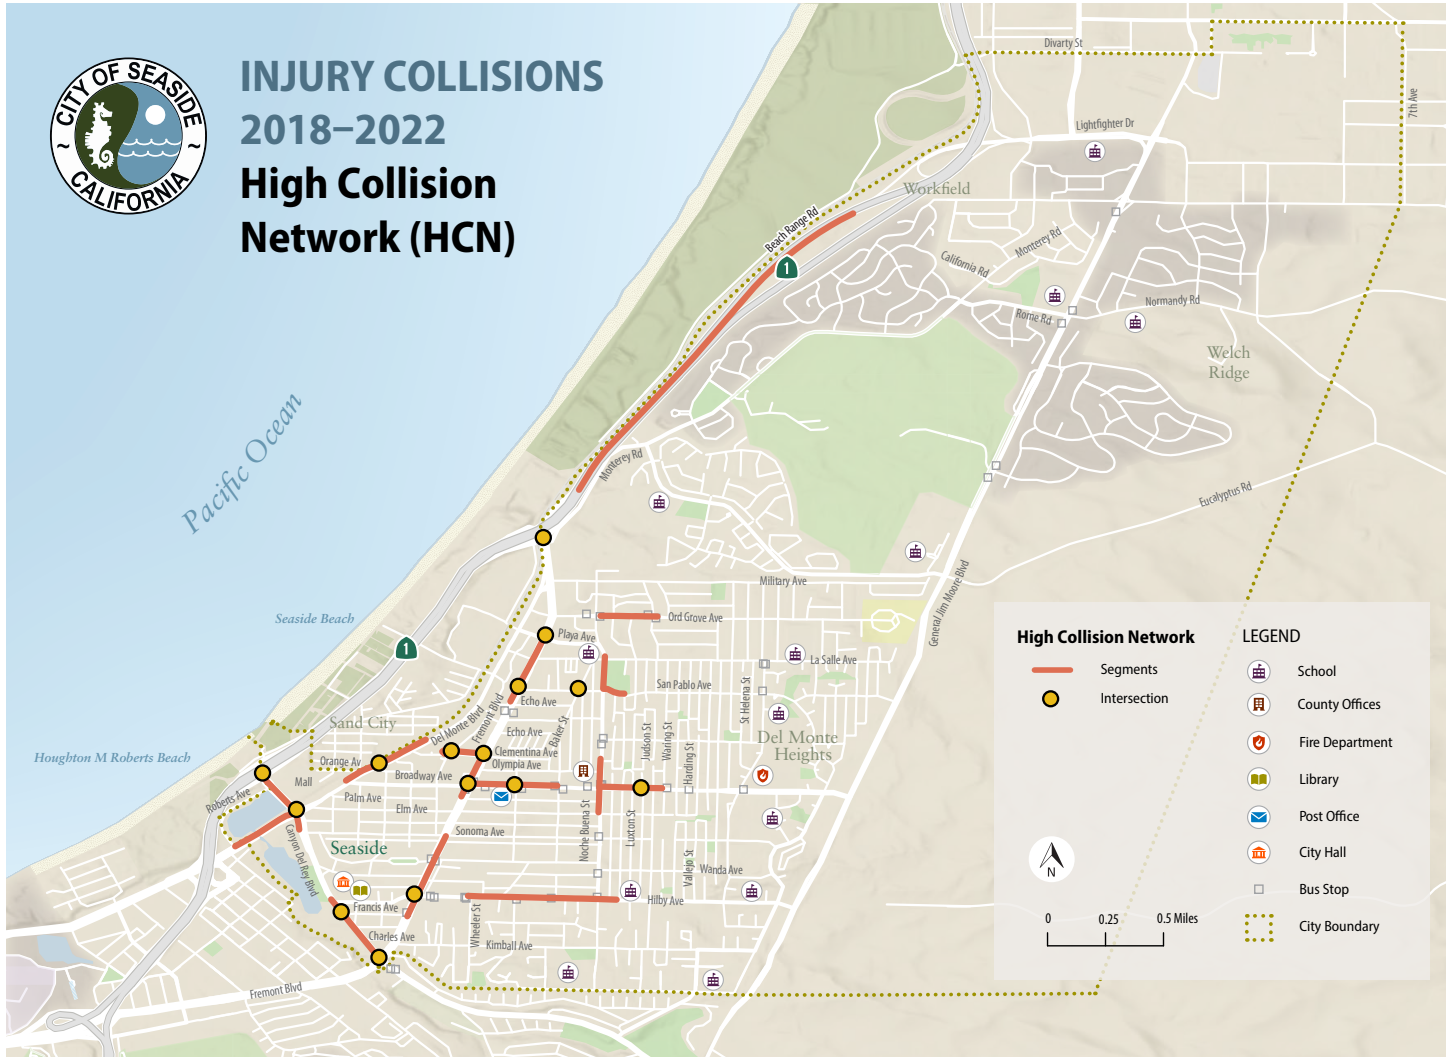 CITY OF SEASIDE
~ ~
CALIFORNIA
INJURY COLLISIONS
2018–2022
High Collision
Network (HCN)
Divarty St
7th Ave
Lightfighter Dr
Workfield
Beach Range Rd
1
Monterey Rd
California Rd
Normandy Rd
Rome Rd
Welch
Ridge
Pacific Ocean
Monterey Rd
Eucalyptus Rd
Military Ave
General Jim Moore Blvd
Seaside Beach
Ord Grove Ave
Playa Ave
1
La Salle Ave
San Pablo Ave
St Helena St
Echo Ave
Fremont Blvd
Sand City
Del Monte Blvd
Echo Ave
Baker St
Judson St
Waring St
Harding St
Del Monte
Heights
Clementina Ave
Olympia Ave
Houghton M Roberts Beach
Orange Av
Broadway Ave
Mall
Roberts Ave
Palm Ave
Elm Ave
Noche Buena St
Luxton St
Sonoma Ave
Canyon Del Rey Blvd
Seaside
Vallejo St
Wanda Ave
Francis Ave
Wheeler St
Hilby Ave
Charles Ave
Kimball Ave
Fremont Blvd
High Collision Network
Segments
Intersection
LEGEND
School
County Offices
Fire Department
Library
Post Office
City Hall
Bus Stop
City Boundary
N
0 0.25 0.5 Miles